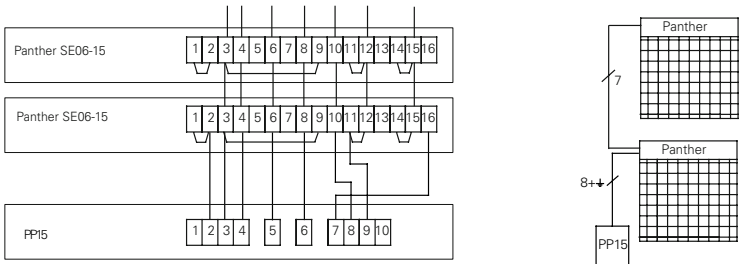 Panther SE06-15 1 2 3 4 5 6 7 8 9 10 11 12 13 14 15 16
Panther SE06-15 1 2 3 4 5 6 7 8 9 10 11 12 13 14 15 16
PP15 1 2 3 4 5 6 7 8 9 10
Panther
7
Panther
8+⏚
PP15